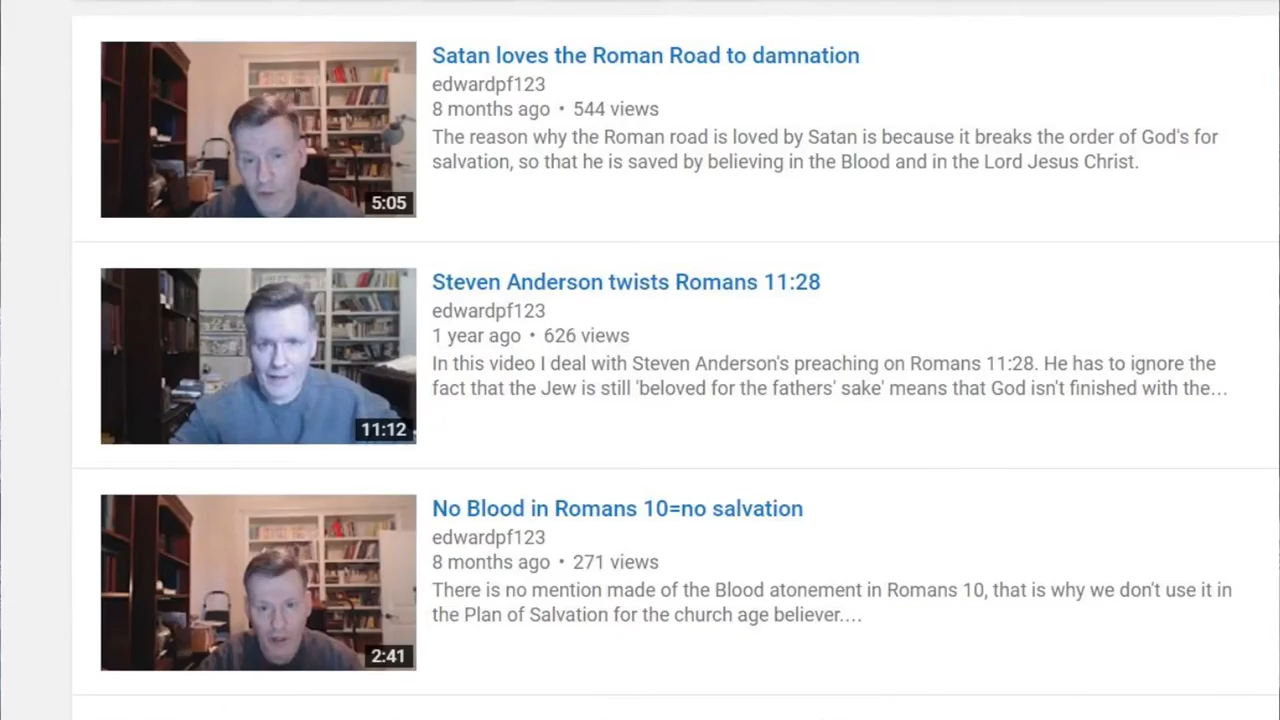 Satan loves the Roman Road to damnation
edwardpf123
8 months ago • 544 views
The reason why the Roman road is loved by Satan is because it breaks the order of God's for
salvation, so that he is saved by believing in the Blood and in the Lord Jesus Christ.
5:05
Steven Anderson twists Romans 11:28
edwardpf123
1 year ago • 626 views
In this video I deal with Steven Anderson's preaching on Romans 11:28. He has to ignore the
fact that the Jew is still 'beloved for the fathers' sake' means that God isn't finished with the...
11:12
No Blood in Romans 10=no salvation
edwardpf123
8 months ago • 271 views
There is no mention made of the Blood atonement in Romans 10, that is why we don't use it in
the Plan of Salvation for the church age believer....
2:41